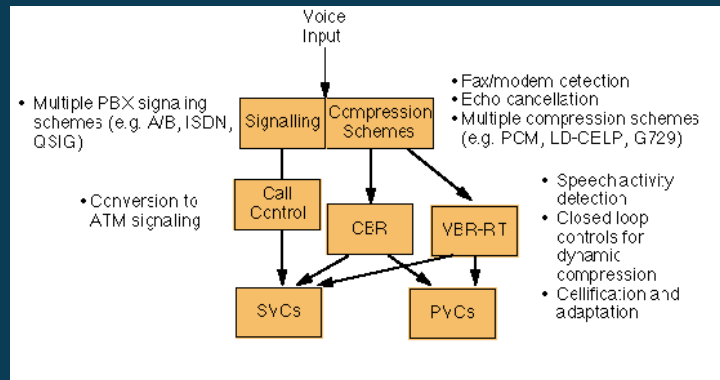 Voice
Input
• Fax/modem detection
• Echo cancellation
• Multiple compression schemes
(e.g. PCM, LD-CELP, G729)
• Multiple PBX signaling
schemes (e.g. A/B, ISDN,
QSIG)
Signalling
Compression
Schemes
• Conversion to
ATM signaling
Call
Control
CBR
VBR-RT
• Speech activity
detection
• Closed loop
controls for
dynamic
compression
• Cellification and
adaptation
SVCs
PVCs